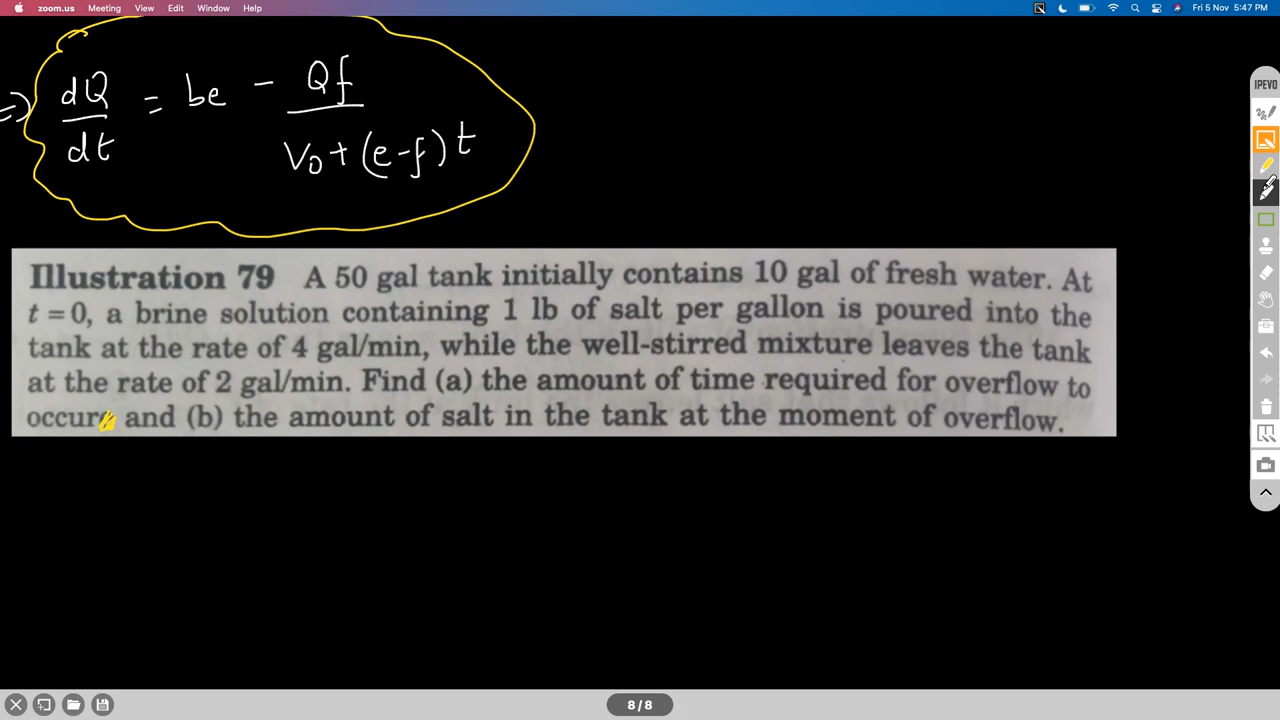 zoom.us Meeting View Edit Window Help Fri 5 Nov 5:47 PM
IPEVO
=> dQ/dt = be - Qf/(V0 + (e-f)t)
Illustration 79 A 50 gal tank initially contains 10 gal of fresh water. At
t = 0, a brine solution containing 1 lb of salt per gallon is poured into the
tank at the rate of 4 gal/min, while the well-stirred mixture leaves the tank
at the rate of 2 gal/min. Find (a) the amount of time required for overflow to
occur, and (b) the amount of salt in the tank at the moment of overflow.
8/8